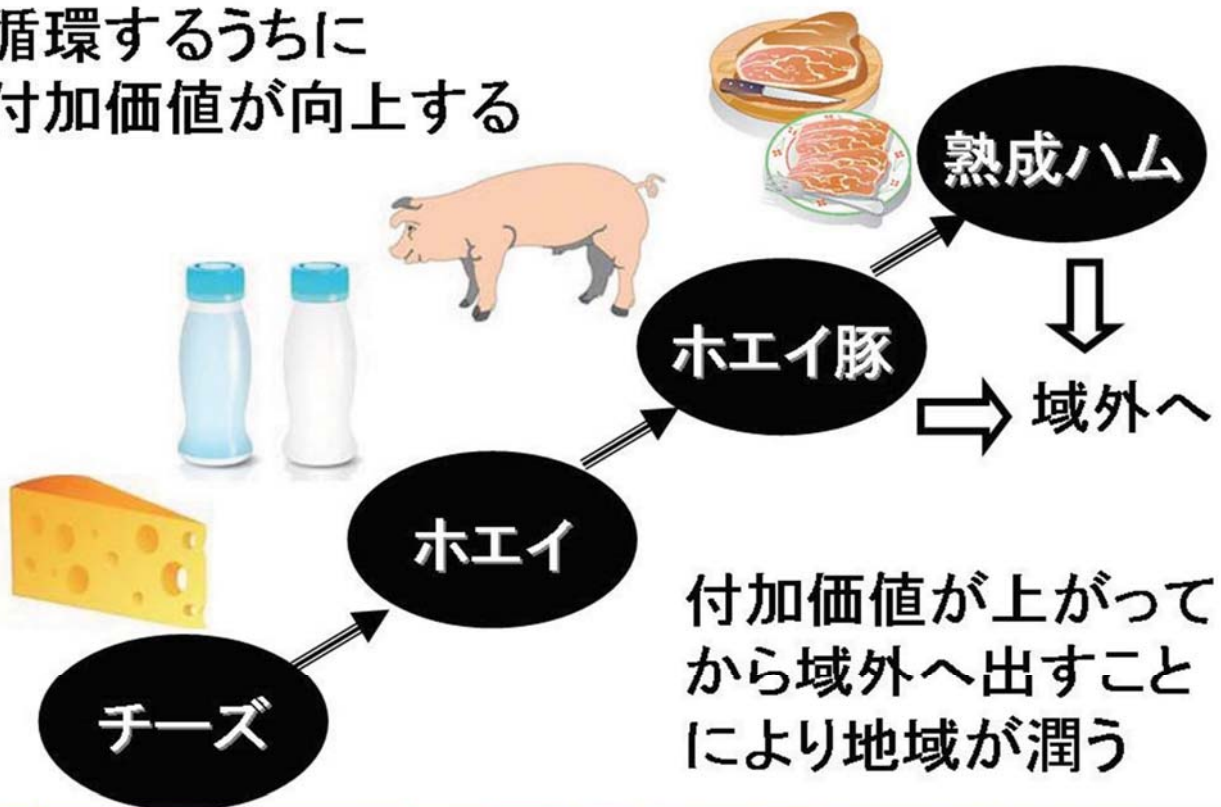 循環するうちに
付加価値が向上する
熟成ハム
ホエイ豚
域外へ
ホエイ
チーズ
付加価値が上がって
から域外へ出すこと
により地域が潤う